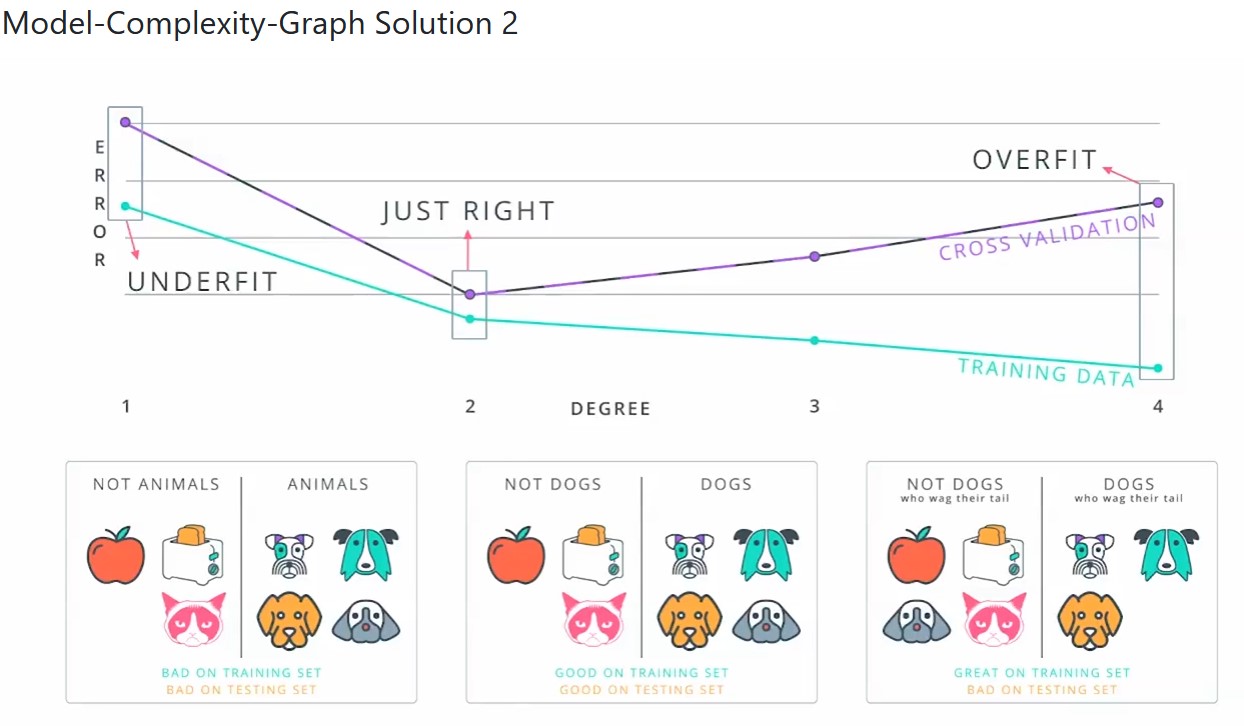 Model-Complexity-Graph Solution 2
ERROR
OVERFIT
JUST RIGHT
CROSS VALIDATION
UNDERFIT
TRAINING DATA
1 2 DEGREE 3 4
NOT ANIMALS ANIMALS
BAD ON TRAINING SET
BAD ON TESTING SET
NOT DOGS DOGS
GOOD ON TRAINING SET
GOOD ON TESTING SET
NOT DOGS DOGS
who wag their tail who wag their tail
GREAT ON TRAINING SET
BAD ON TESTING SET